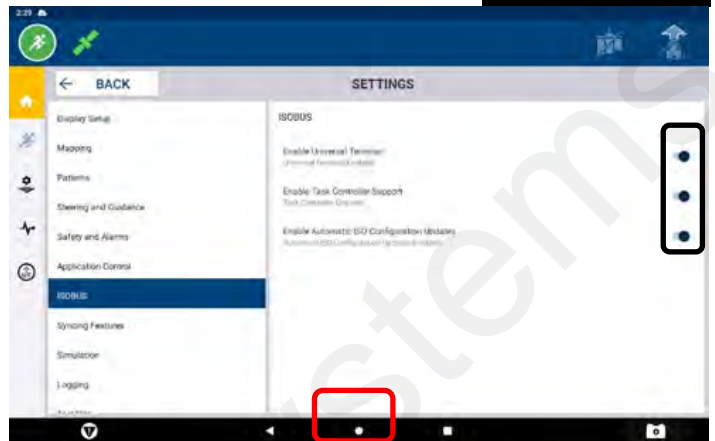 2:29
BACK
SETTINGS
Display Setup
ISOBUS
Mapping
Enable Universal Terminal
Patterns
Enable Task Controller Support
Steering and Guidance
Safety and Alarms
Enable Automatic ISO Configuration Updates
Application Control
ISOBUS
Syncing Features
Simulation
Logging
systems